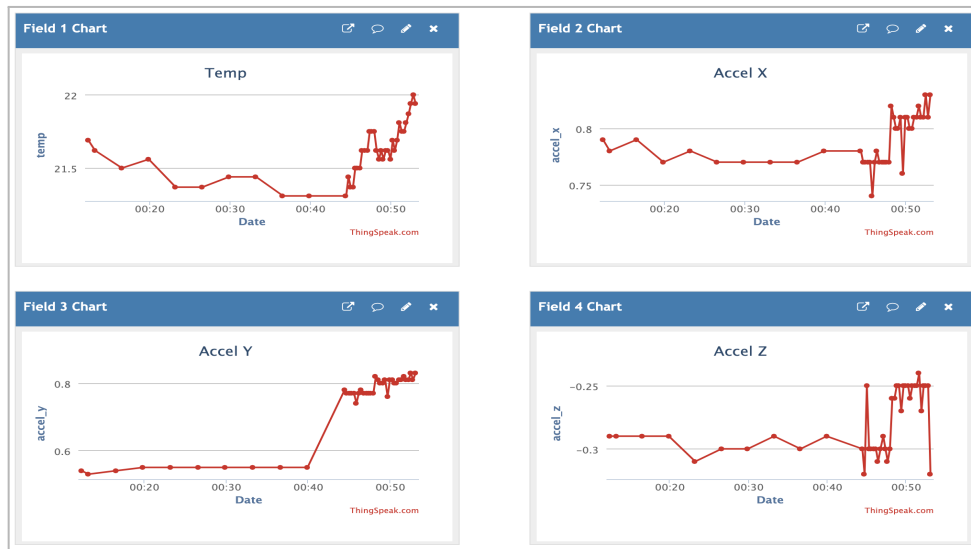 Field 1 Chart
Temp
temp
22
21.5
00:20 00:30 00:40 00:50
Date
ThingSpeak.com
Field 2 Chart
Accel X
accel_x
0.8
0.75
00:20 00:30 00:40 00:50
Date
ThingSpeak.com
Field 3 Chart
Accel Y
accel_y
0.8
0.6
00:20 00:30 00:40 00:50
Date
ThingSpeak.com
Field 4 Chart
Accel Z
accel_z
−0.25
−0.3
00:20 00:30 00:40 00:50
Date
ThingSpeak.com